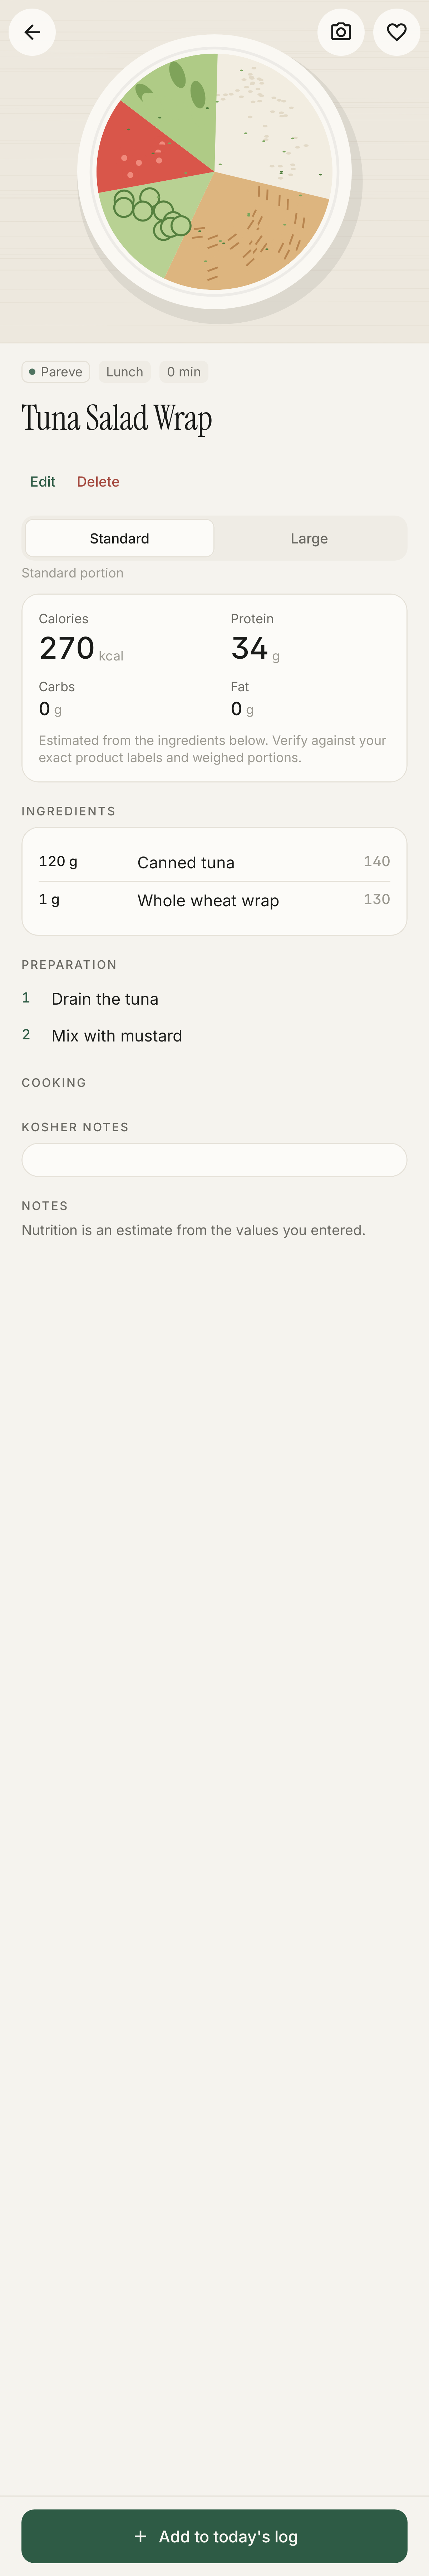 Pareve Lunch 0 min
Tuna Salad Wrap
Edit Delete
Standard Large
Standard portion
Calories Protein
270 kcal 34 g
Carbs Fat
0 g 0 g
Estimated from the ingredients below. Verify against your
exact product labels and weighed portions.
INGREDIENTS
120 g Canned tuna 140
1 g Whole wheat wrap 130
PREPARATION
1 Drain the tuna
2 Mix with mustard
COOKING
KOSHER NOTES
NOTES
Nutrition is an estimate from the values you entered.
+ Add to today's log